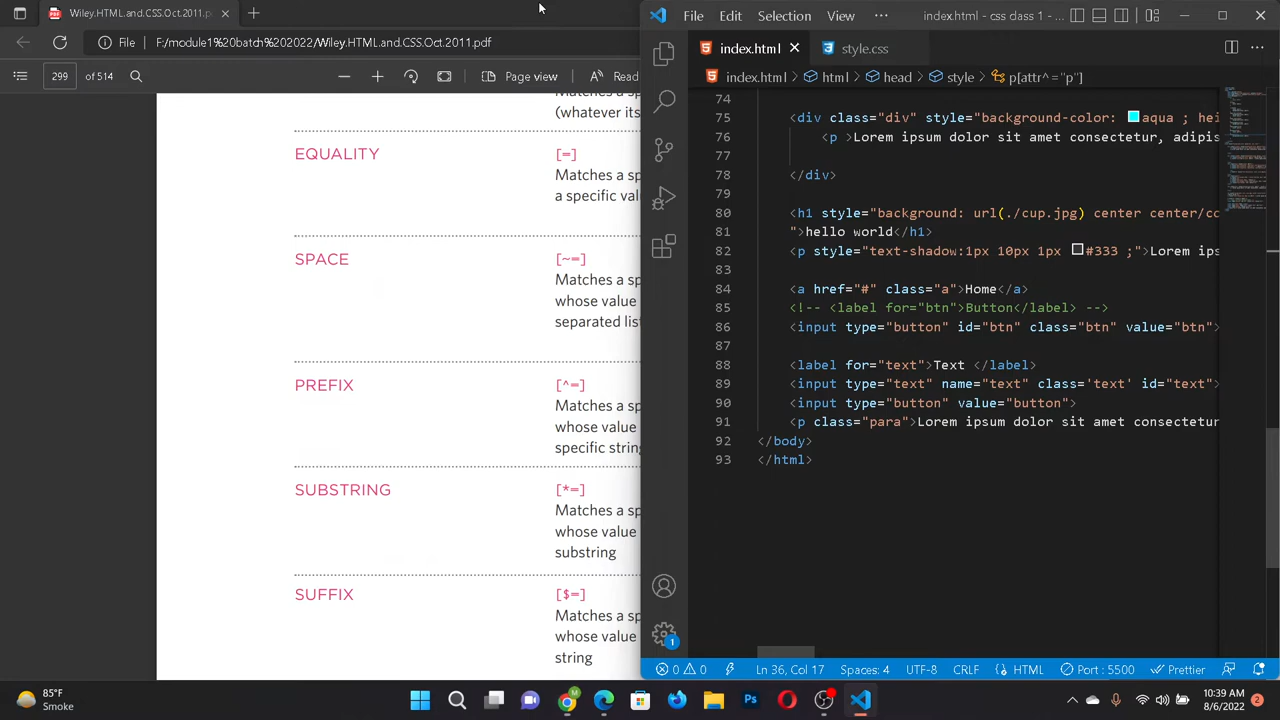 Wiley.HTML.and.CSS.Oct.2011.p
File F:/module1%20batch%202022/Wiley.HTML.and.CSS.Oct.2011.pdf
299 of 514 Page view Read
(whatever its
EQUALITY [=]
Matches a sp
a specific val
SPACE [~=]
Matches a sp
whose value
separated list
PREFIX [^=]
Matches a sp
whose value
specific string
SUBSTRING [*=]
Matches a sp
whose value
substring
SUFFIX [$=]
Matches a sp
whose value
string
File Edit Selection View ··· index.html - css class 1 - ...
index.html style.css
index.html > html > head > style > p[attr^="p"]
74
75 <div class="div" style="background-color: aqua ; hei
76 <p >Lorem ipsum dolor sit amet consectetur, adipis
77
78 </div>
79
80 <h1 style="background: url(./cup.jpg) center center/co
81 ">hello world</h1>
82 <p style="text-shadow:1px 10px 1px #333 ;">Lorem ips
83
84 <a href="#" class="a">Home</a>
85 <!-- <label for="btn">Button</label> -->
86 <input type="button" id="btn" class="btn" value="btn">
87
88 <label for="text">Text </label>
89 <input type="text" name="text" class='text' id="text">
90 <input type="button" value="button">
91 <p class="para">Lorem ipsum dolor sit amet consectetur
92 </body>
93 </html>
0 0 Ln 36, Col 17 Spaces: 4 UTF-8 CRLF HTML Port : 5500 Prettier
85°F
Smoke
10:39 AM
8/6/2022
2